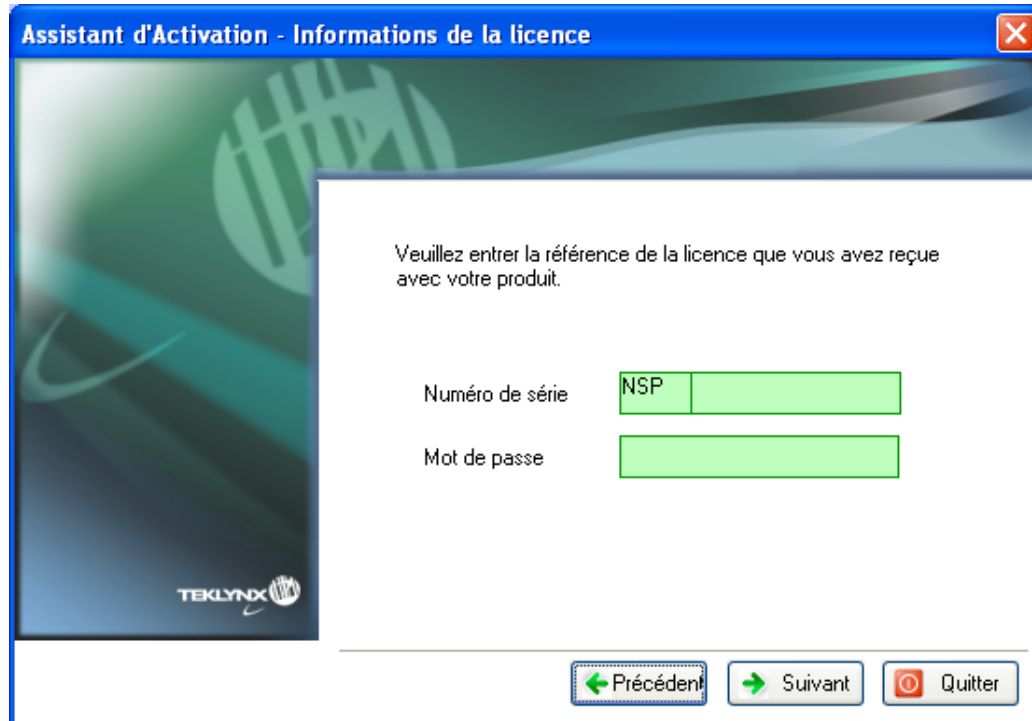 Assistant d'Activation - Informations de la licence
Veuillez entrer la référence de la licence que vous avez reçue
avec votre produit.
Numéro de série NSP
Mot de passe
TEKLYNX
Précédent Suivant Quitter